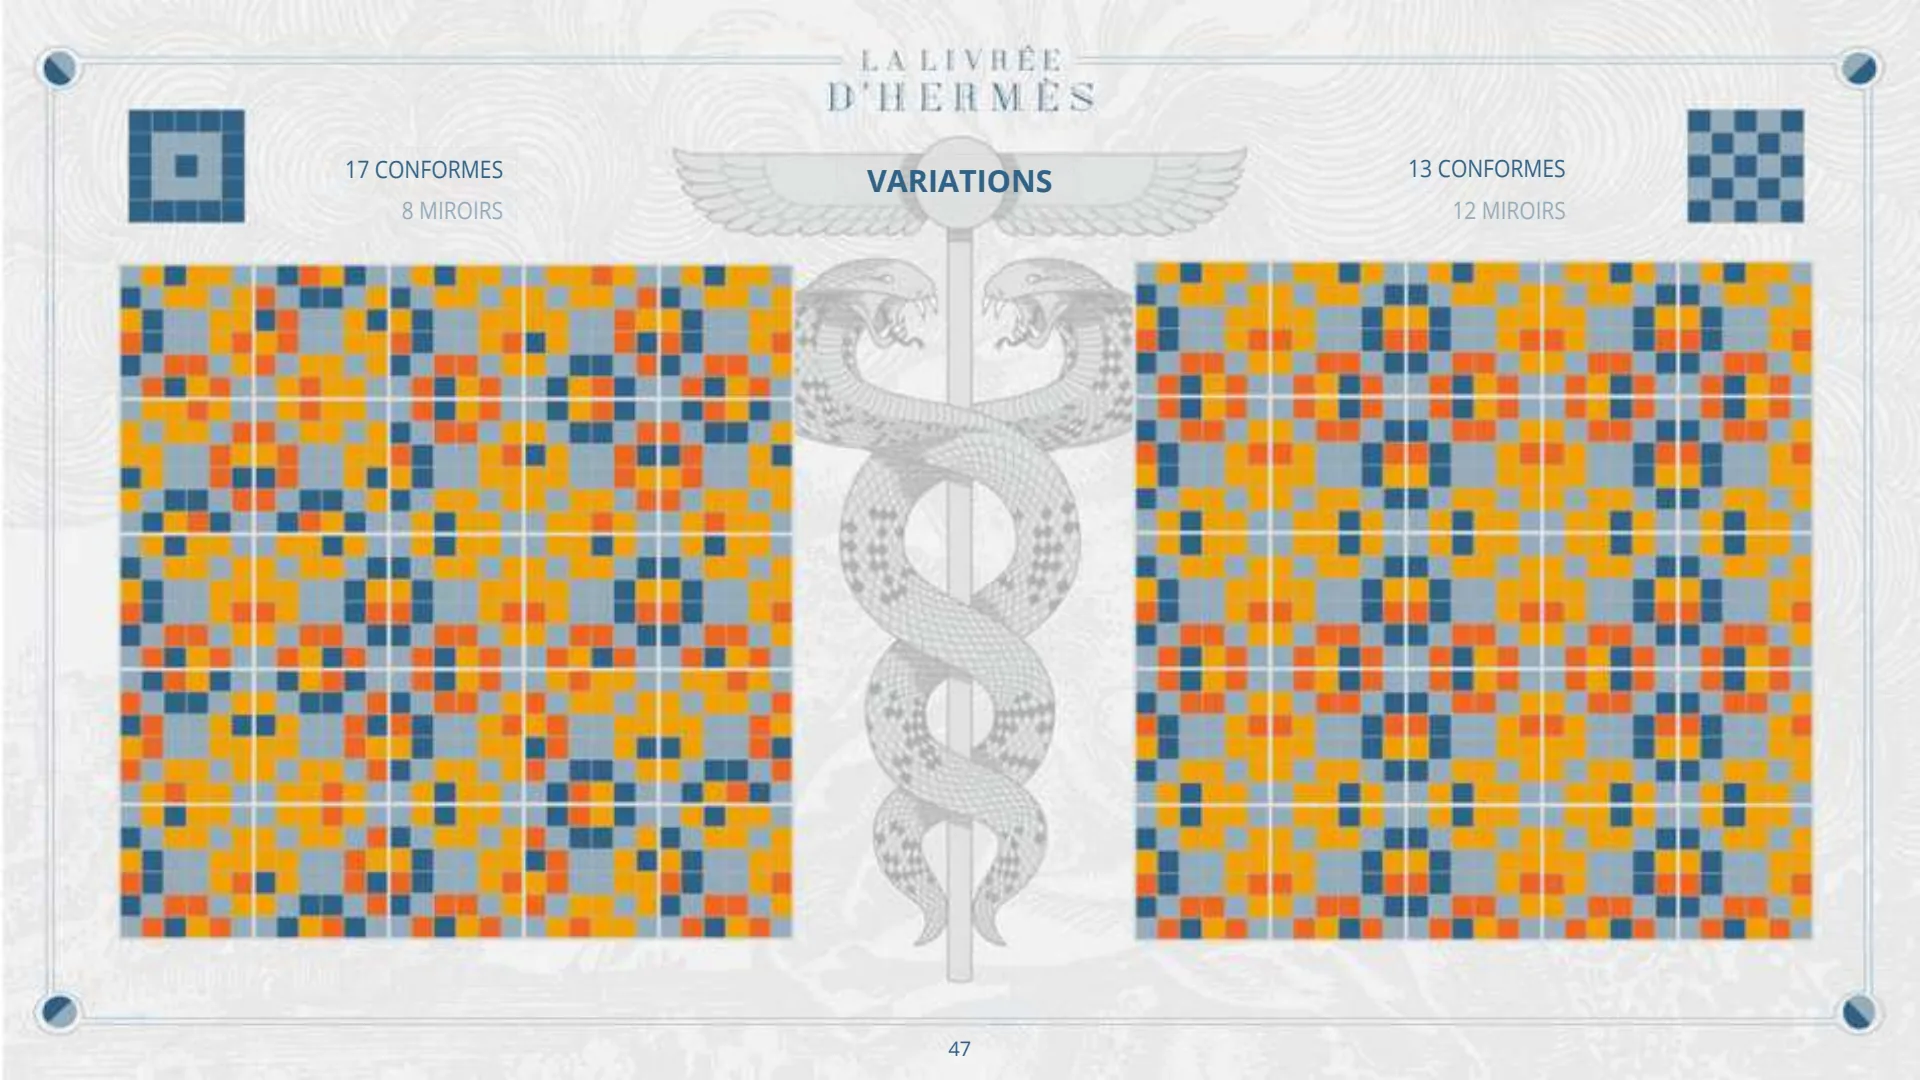 LA LIVRÉE
D'HERMÈS
17 CONFORMES
8 MIROIRS
VARIATIONS
13 CONFORMES
12 MIROIRS
47